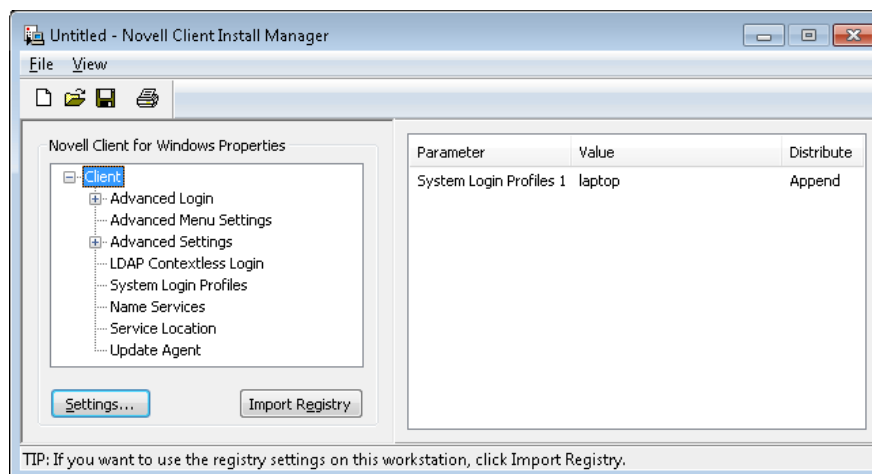 Untitled - Novell Client Install Manager
File View
Novell Client for Windows Properties
Client
Advanced Login
Advanced Menu Settings
Advanced Settings
LDAP Contextless Login
System Login Profiles
Name Services
Service Location
Update Agent
Settings... Import Registry
Parameter Value Distribute
System Login Profiles 1 laptop Append
TIP: If you want to use the registry settings on this workstation, click Import Registry.